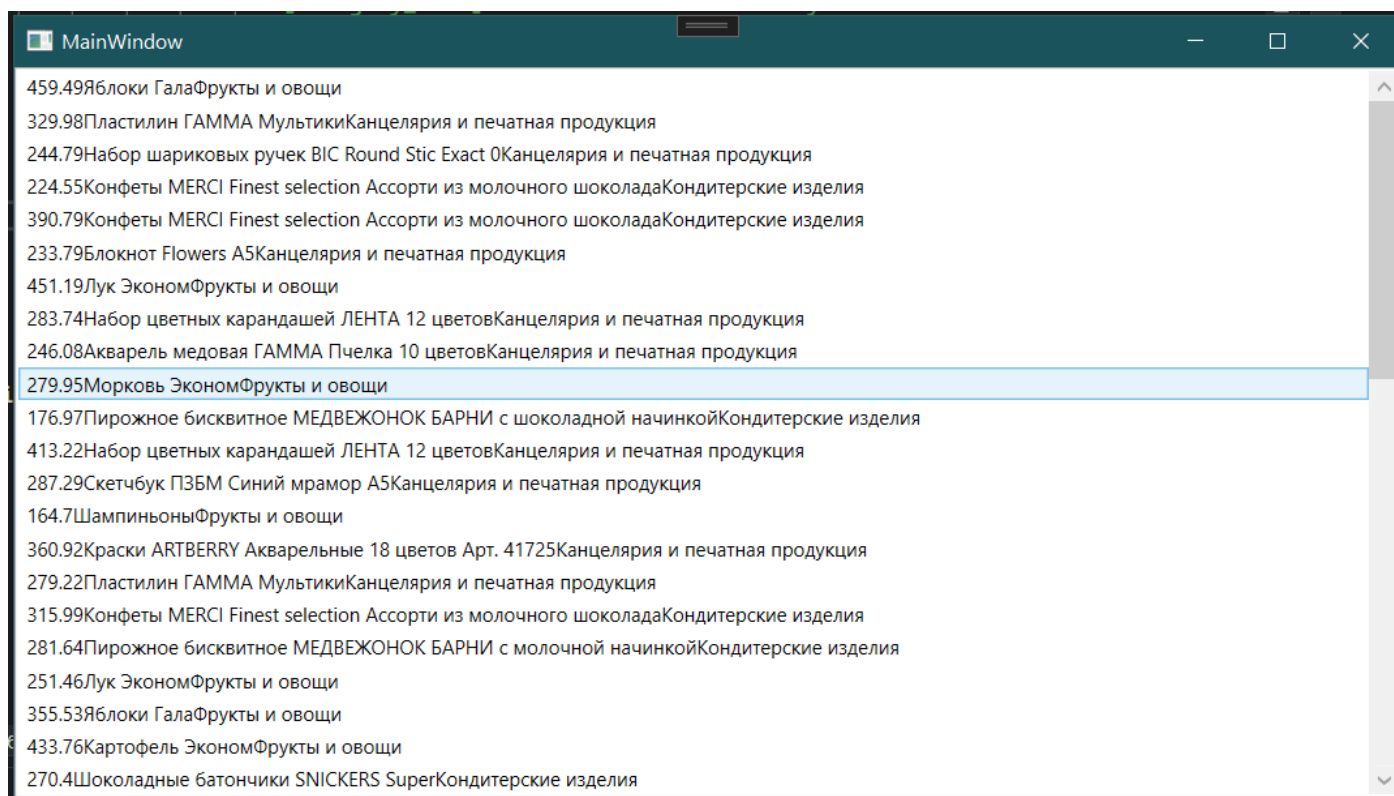 MainWindow
459.49Яблоки ГалаФрукты и овощи
329.98Пластилин ГАММА МультикиКанцелярия и печатная продукция
244.79Набор шариковых ручек BIC Round Stic Exact 0Канцелярия и печатная продукция
224.55Конфеты MERCI Finest selection Ассорти из молочного шоколадаКондитерские изделия
390.79Конфеты MERCI Finest selection Ассорти из молочного шоколадаКондитерские изделия
233.79Блокнот Flowers А5Канцелярия и печатная продукция
451.19Лук ЭкономФрукты и овощи
283.74Набор цветных карандашей ЛЕНТА 12 цветовКанцелярия и печатная продукция
246.08Акварель медовая ГАММА Пчелка 10 цветовКанцелярия и печатная продукция
279.95Морковь ЭкономФрукты и овощи
176.97Пирожное бисквитное МЕДВЕЖОНОК БАРНИ с шоколадной начинкойКондитерские изделия
413.22Набор цветных карандашей ЛЕНТА 12 цветовКанцелярия и печатная продукция
287.29Скетчбук ПЗБМ Синий мрамор А5Канцелярия и печатная продукция
164.7ШампиньоныФрукты и овощи
360.92Краски ARTBERRY Акварельные 18 цветов Арт. 41725Канцелярия и печатная продукция
279.22Пластилин ГАММА МультикиКанцелярия и печатная продукция
315.99Конфеты MERCI Finest selection Ассорти из молочного шоколадаКондитерские изделия
281.64Пирожное бисквитное МЕДВЕЖОНОК БАРНИ с молочной начинкойКондитерские изделия
251.46Лук ЭкономФрукты и овощи
355.53Яблоки ГалаФрукты и овощи
433.76Картофель ЭкономФрукты и овощи
270.4Шоколадные батончики SNICKERS SuperКондитерские изделия